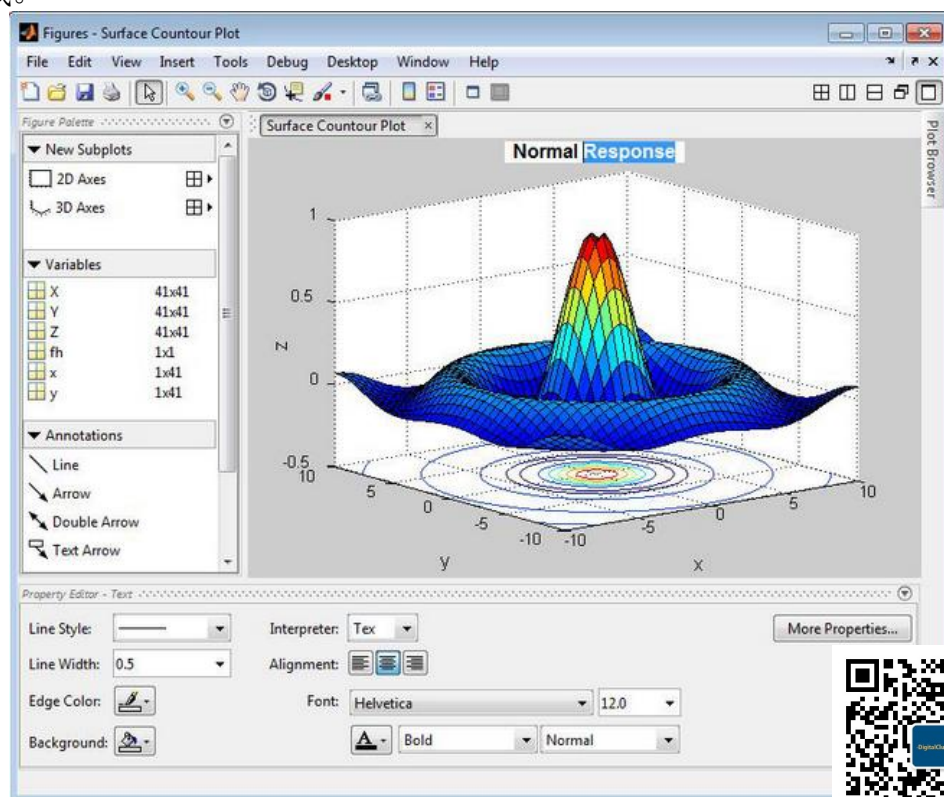 Figures - Surface Countour Plot
File Edit View Insert Tools Debug Desktop Window Help
Figure Palette
Surface Countour Plot
Plot Browser
New Subplots
2D Axes
3D Axes
Variables
X 41x41
Y 41x41
Z 41x41
fh 1x1
x 1x41
y 1x41
Annotations
Line
Arrow
Double Arrow
Text Arrow
Normal Response
1
0.5
0
-0.5
z
10
5
0
-5
-10
y
-10
-5
0
5
10
x
Property Editor - Text
Line Style:
Interpreter: Tex
More Properties...
Line Width: 0.5
Alignment:
Edge Color:
Font: Helvetica 12.0
Background:
A Bold Normal